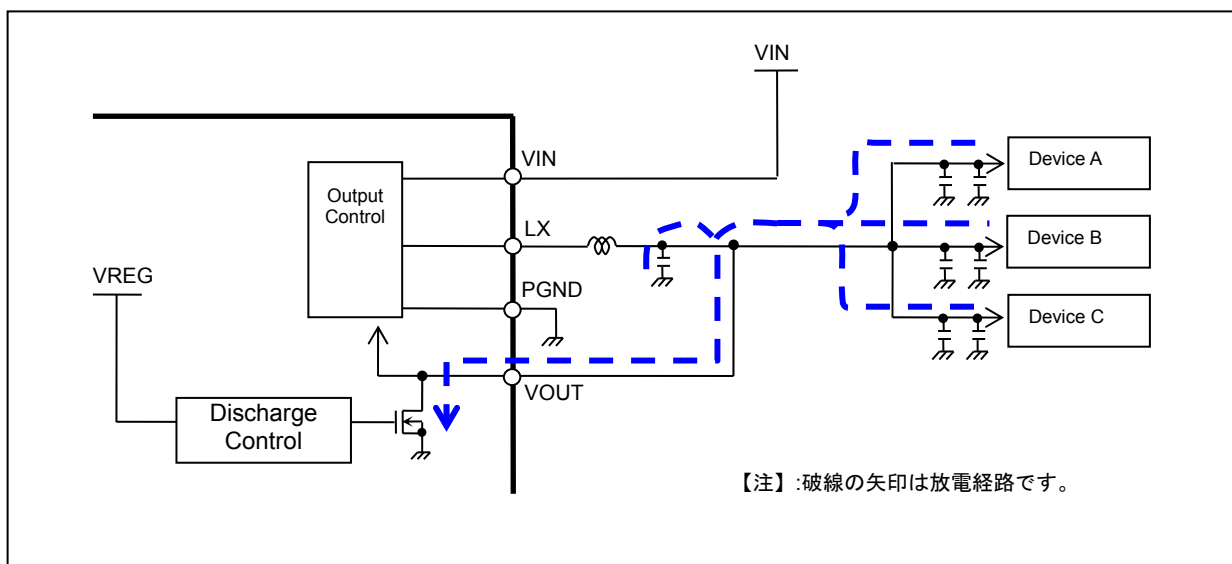 VIN
VIN
Output
Control
LX
VREG
PGND
VOUT
Discharge
Control
Device A
Device B
Device C
【注】:破線の矢印は放電経路です。